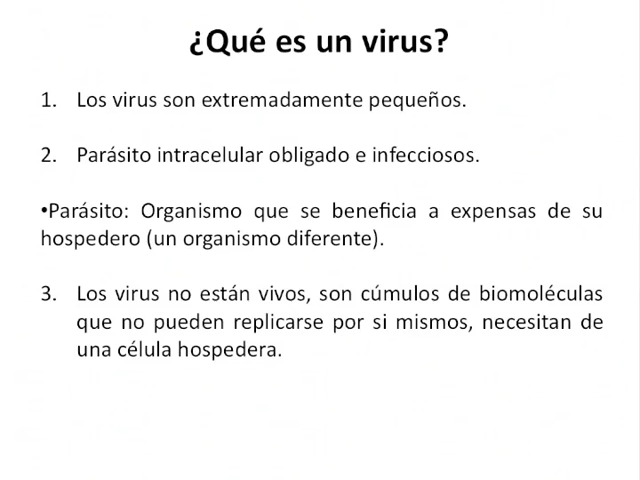 ¿Qué es un virus?
1. Los virus son extremadamente pequeños.
2. Parásito intracelular obligado e infecciosos.
•Parásito: Organismo que se beneficia a expensas de su
hospedero (un organismo diferente).
3. Los virus no están vivos, son cúmulos de biomoléculas
que no pueden replicarse por si mismos, necesitan de
una célula hospedera.